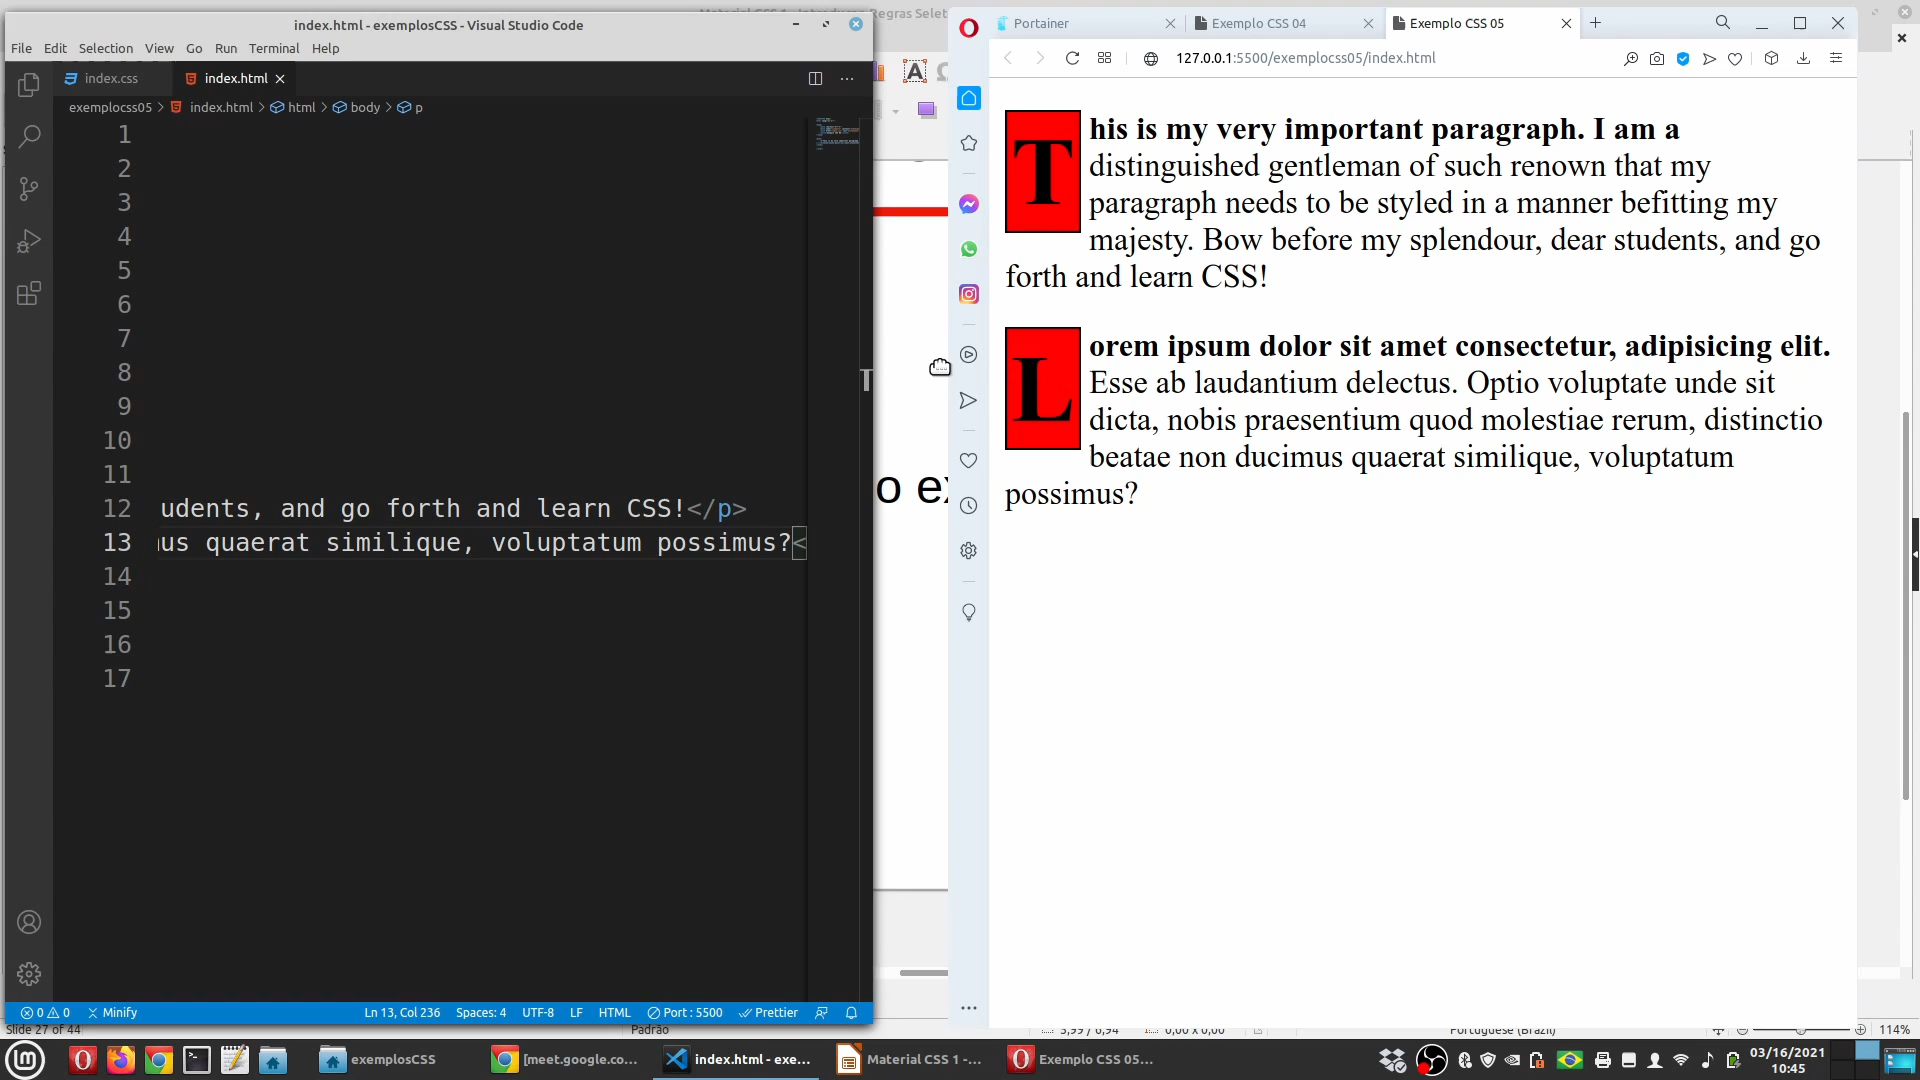 index.html - exemplosCSS - Visual Studio Code
File Edit Selection View Go Run Terminal Help
index.css
index.html
exemplocss05 > index.html > html > body > p
1
2
3
4
5
6
7
8
9
10
11
12 udents, and go forth and learn CSS!</p>
13 us quaerat similique, voluptatum possimus?<
14
15
16
17
0 0 Minify Ln 13, Col 236 Spaces: 4 UTF-8 LF HTML Port : 5500 Prettier
Slide 27 of 44
Padrão
o ex
Portainer
Exemplo CSS 04
Exemplo CSS 05
127.0.0.1:5500/exemplocss05/index.html
This is my very important paragraph. I am a
distinguished gentleman of such renown that my
paragraph needs to be styled in a manner befitting my
majesty. Bow before my splendour, dear students, and go
forth and learn CSS!
Lorem ipsum dolor sit amet consectetur, adipisicing elit.
Esse ab laudantium delectus. Optio voluptate unde sit
dicta, nobis praesentium quod molestiae rerum, distinctio
beatae non ducimus quaerat similique, voluptatum
possimus?
Portuguese (Brazil)
114%
exemplosCSS
[meet.google.co...
index.html - exe...
Material CSS 1 -...
Exemplo CSS 05...
03/16/2021
10:45